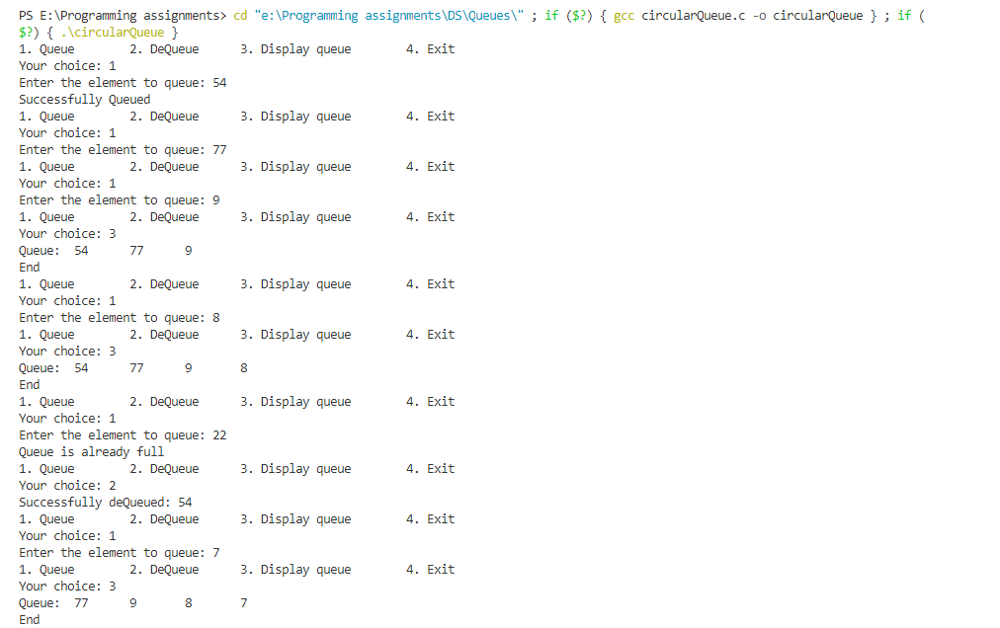 PS E:\Programming assignments> cd "e:\Programming assignments\DS\Queues\" ; if ($?) { gcc circularQueue.c -o circularQueue } ; if (
$?) { .\circularQueue }
1. Queue 2. DeQueue 3. Display queue 4. Exit
Your choice: 1
Enter the element to queue: 54
Successfully Queued
1. Queue 2. DeQueue 3. Display queue 4. Exit
Your choice: 1
Enter the element to queue: 77
1. Queue 2. DeQueue 3. Display queue 4. Exit
Your choice: 1
Enter the element to queue: 9
1. Queue 2. DeQueue 3. Display queue 4. Exit
Your choice: 3
Queue: 54 77 9
End
1. Queue 2. DeQueue 3. Display queue 4. Exit
Your choice: 1
Enter the element to queue: 8
1. Queue 2. DeQueue 3. Display queue 4. Exit
Your choice: 3
Queue: 54 77 9 8
End
1. Queue 2. DeQueue 3. Display queue 4. Exit
Your choice: 1
Enter the element to queue: 22
Queue is already full
1. Queue 2. DeQueue 3. Display queue 4. Exit
Your choice: 2
Successfully deQueued: 54
1. Queue 2. DeQueue 3. Display queue 4. Exit
Your choice: 1
Enter the element to queue: 7
1. Queue 2. DeQueue 3. Display queue 4. Exit
Your choice: 3
Queue: 77 9 8 7
End